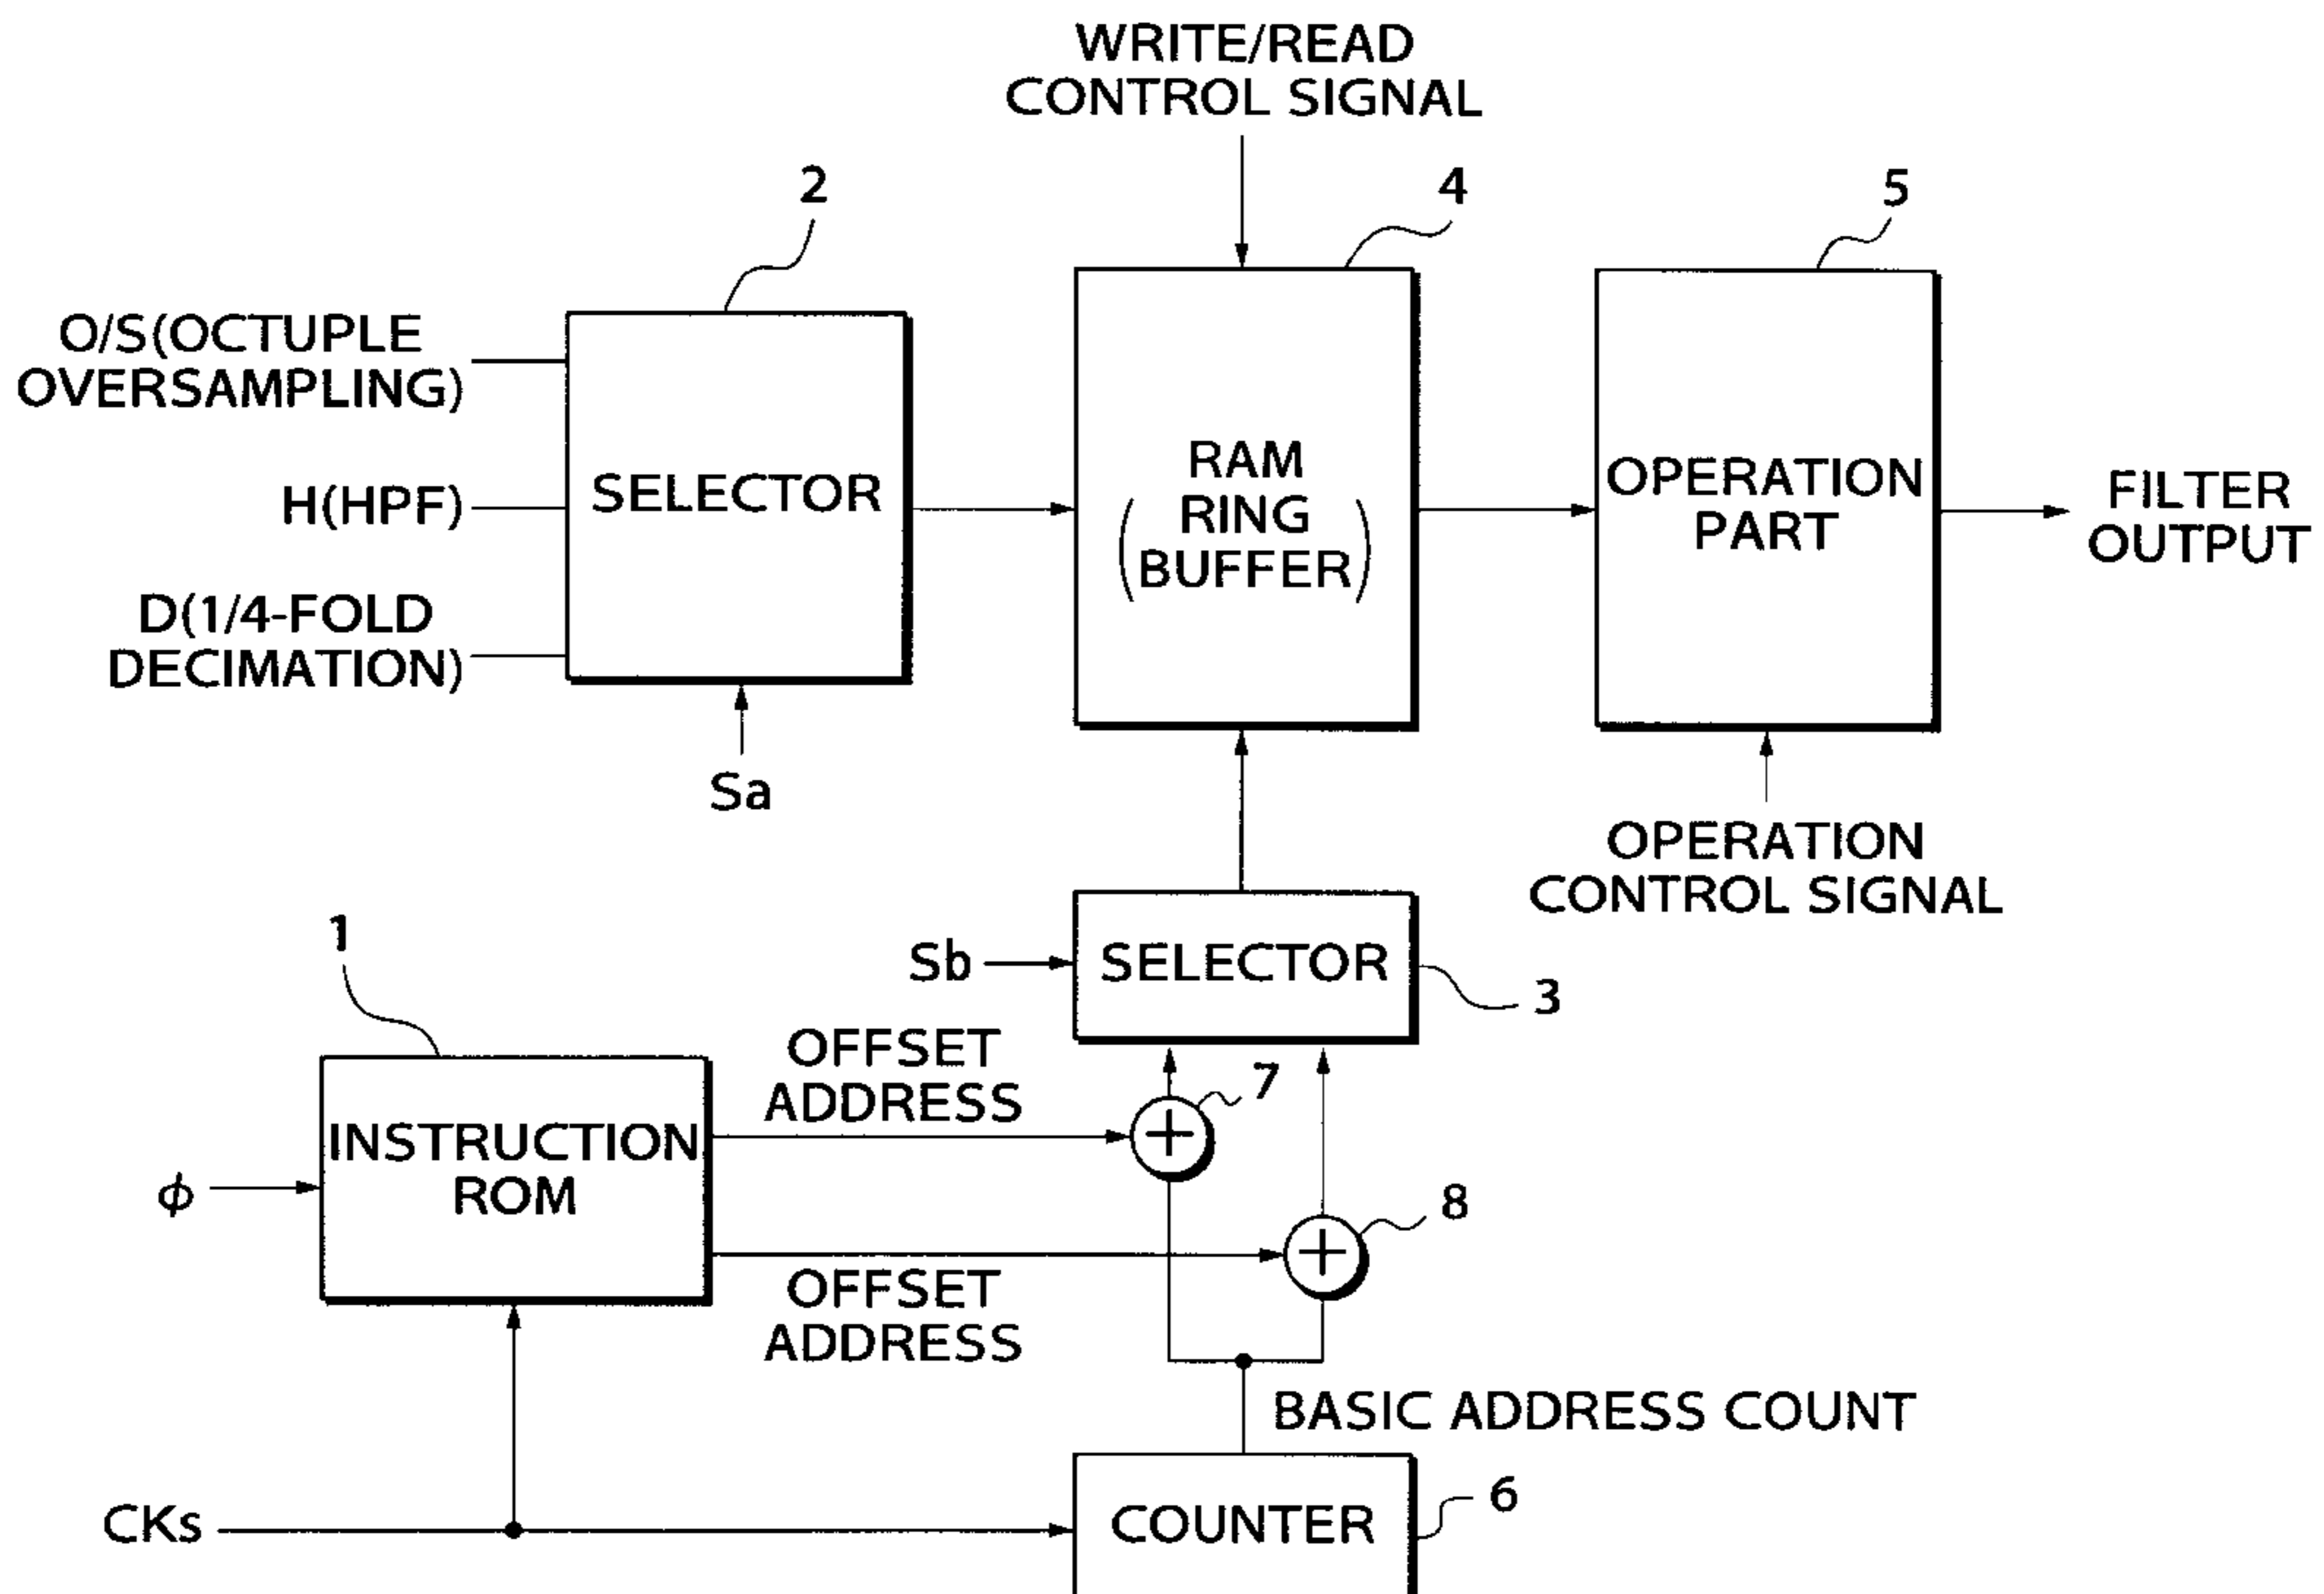 WRITE/READ
CONTROL SIGNAL
2
4
5
O/S(OCTUPLE
OVERSAMPLING)
H(HPF)
D(1/4-FOLD
DECIMATION)
SELECTOR
Sa
RAM
RING
(BUFFER)
OPERATION
PART
FILTER
OUTPUT
OPERATION
CONTROL SIGNAL
Sb
SELECTOR
3
1
INSTRUCTION
ROM
ϕ
OFFSET
ADDRESS
7
+
OFFSET
ADDRESS
8
+
BASIC ADDRESS COUNT
CKs
COUNTER
6